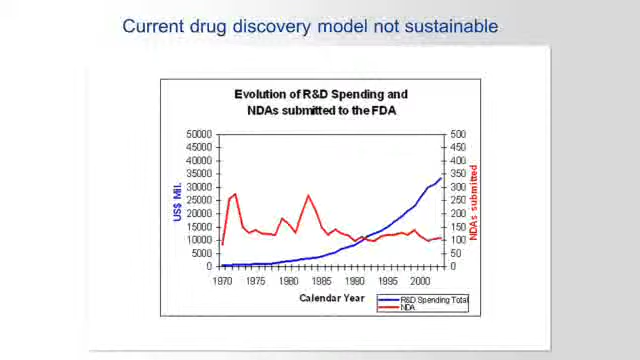 Current drug discovery model not sustainable
Evolution of R&D Spending and
NDAs submitted to the FDA
50000
45000
40000
35000
30000
25000
20000
15000
10000
5000
0
US$ Mil.
500
450
400
350
300
250
200
150
100
50
0
NDAs submitted
1970 1975 1980 1985 1990 1995 2000
Calendar Year
R&D Spending Total
NDA